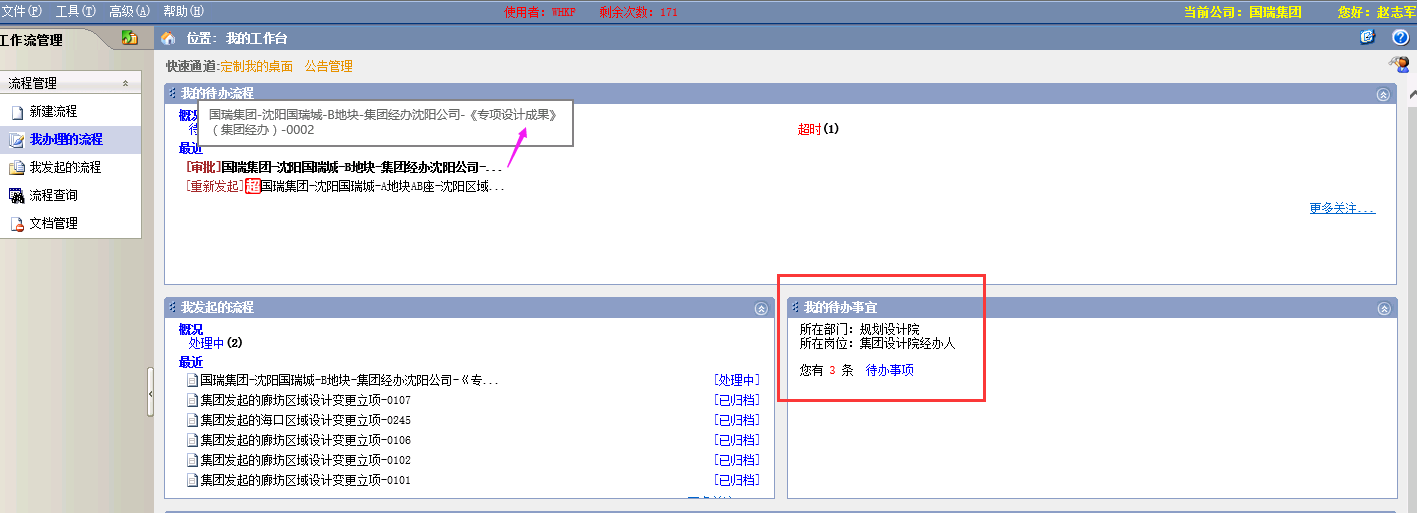 文件(P) 工具(T) 高级(A) 帮助(H) 使用者: WHKF 剩余次数: 171 当前公司: 国瑞集团 您好: 赵志军
工作流管理
位置: 我的工作台
快速通道:定制我的桌面 公告管理
流程管理
新建流程
我办理的流程
我发起的流程
流程查询
文档管理
我的待办流程
概况
国瑞集团-沈阳国瑞城-B地块-集团经办沈阳公司-《专项设计成果》
(集团经办)-0002
待
超时(1)
最近
[审批]国瑞集团-沈阳国瑞城-B地块-集团经办沈阳公司-...
[重新发起]超国瑞集团-沈阳国瑞城-A地块AB座-沈阳区域...
更多关注...
我发起的流程
概况
处理中(2)
最近
国瑞集团-沈阳国瑞城-B地块-集团经办沈阳公司-《专... [处理中]
集团发起的廊坊区域设计变更立项-0107 [已归档]
集团发起的海口区域设计变更立项-0245 [已归档]
集团发起的廊坊区域设计变更立项-0106 [已归档]
集团发起的廊坊区域设计变更立项-0102 [已归档]
集团发起的廊坊区域设计变更立项-0101 [已归档]
我的待办事宜
所在部门: 规划设计院
所在岗位: 集团设计院经办人
您有 3 条 待办事项